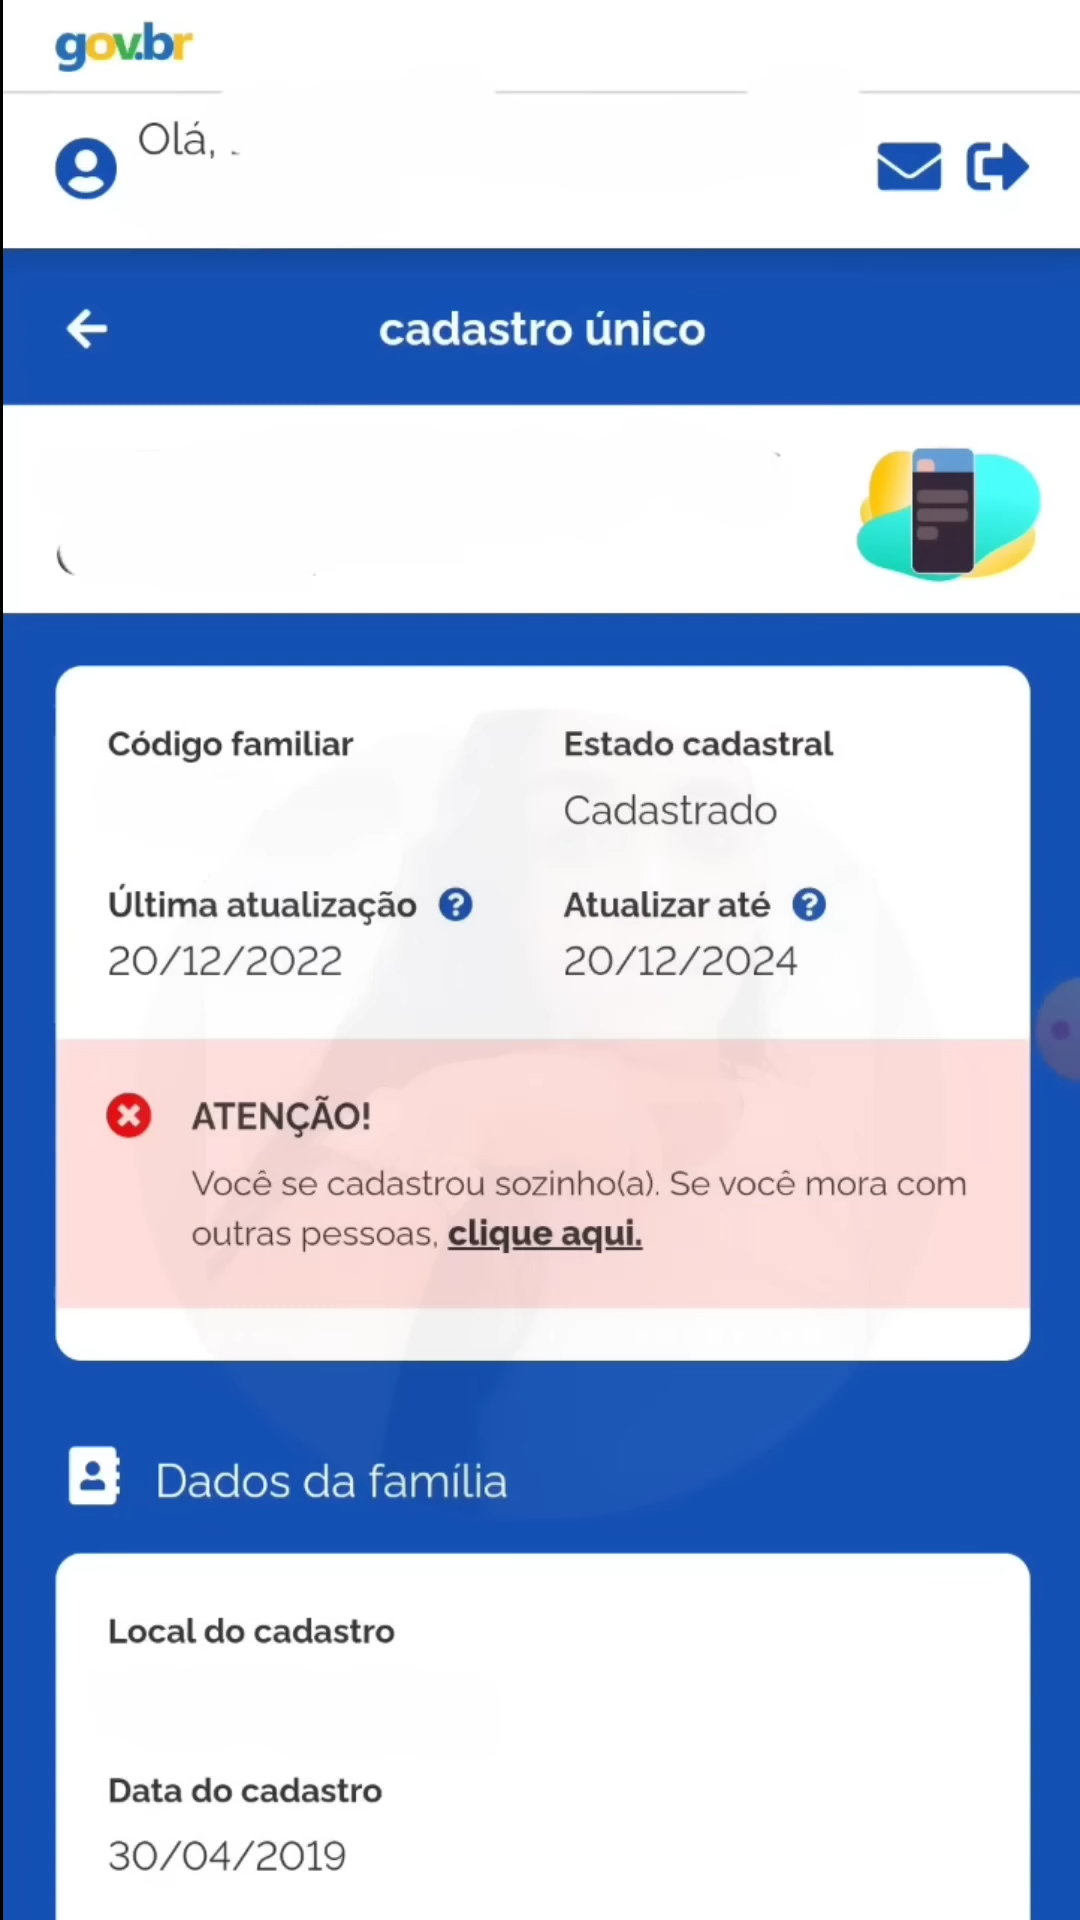 gov.br
Olá,
cadastro único
Código familiar
Estado cadastral
Cadastrado
Última atualização ?
Atualizar até ?
20/12/2022
20/12/2024
ATENÇÃO!
Você se cadastrou sozinho(a). Se você mora com
outras pessoas, clique aqui.
Dados da família
Local do cadastro
Data do cadastro
30/04/2019